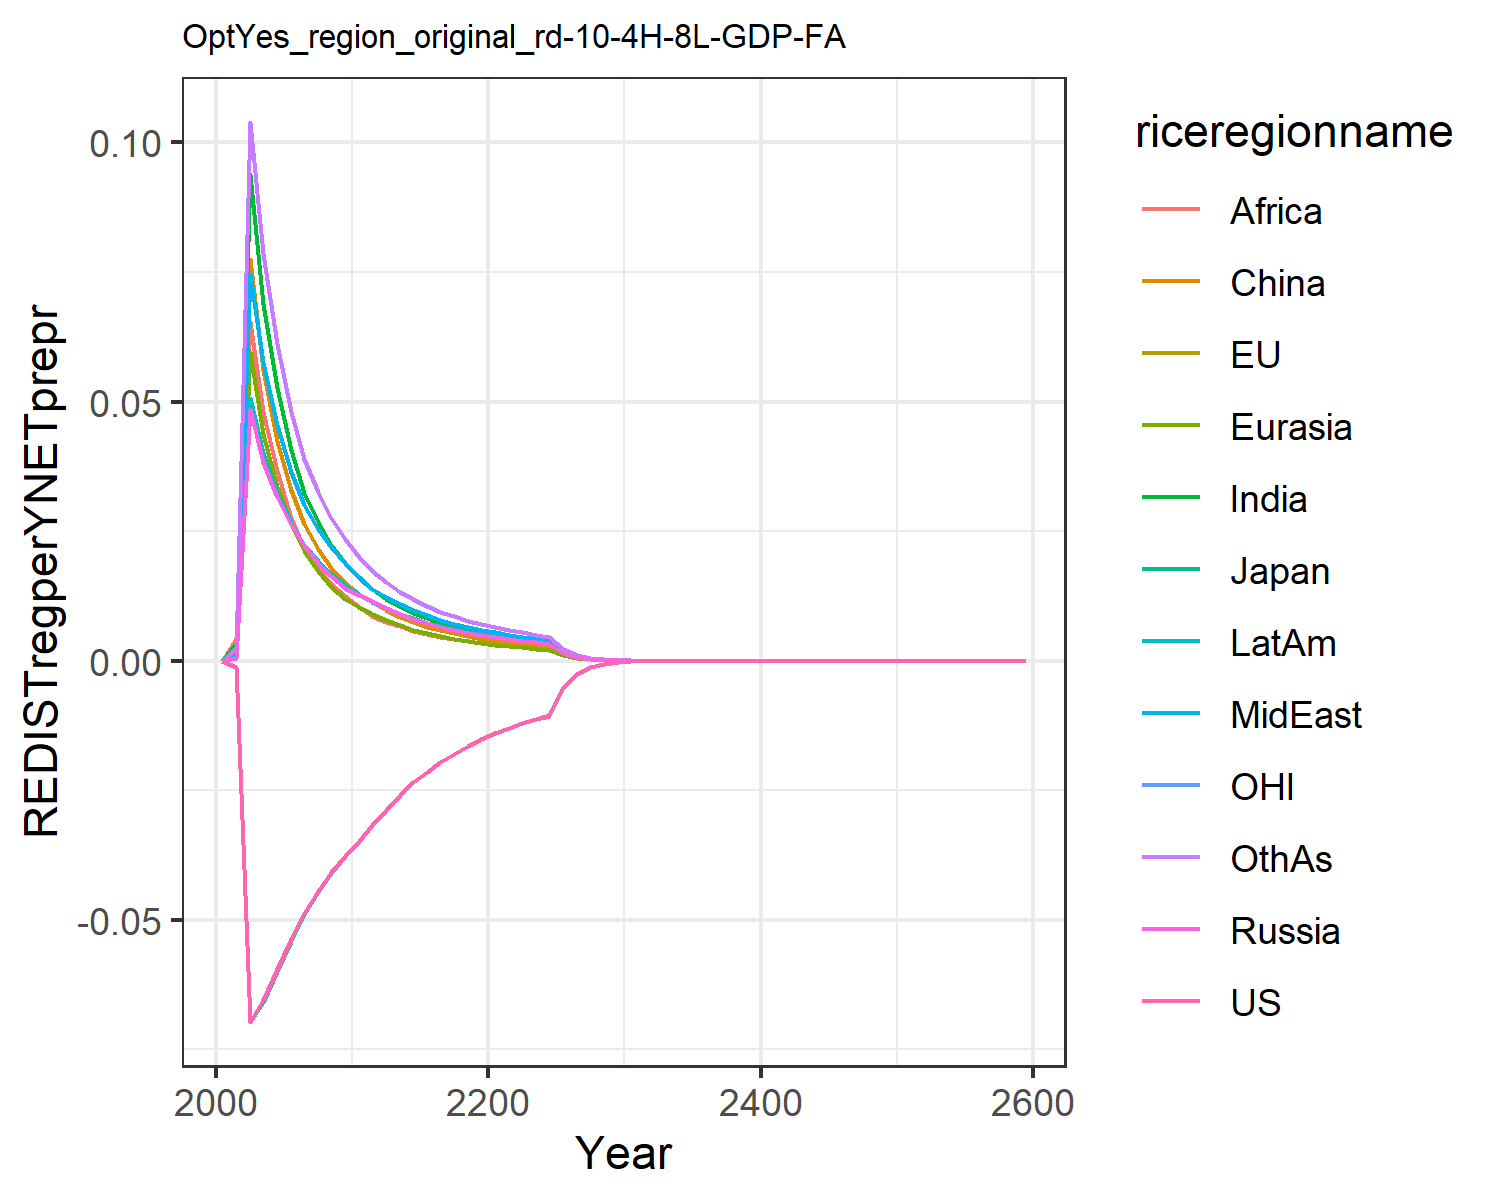 OptYes_region_original_rd-10-4H-8L-GDP-FA
REDISTregperYNETprepr
0.10
0.05
0.00
-0.05
2000 2200 2400 2600
Year
riceregionname
Africa
China
EU
Eurasia
India
Japan
LatAm
MidEast
OHI
OthAs
Russia
US